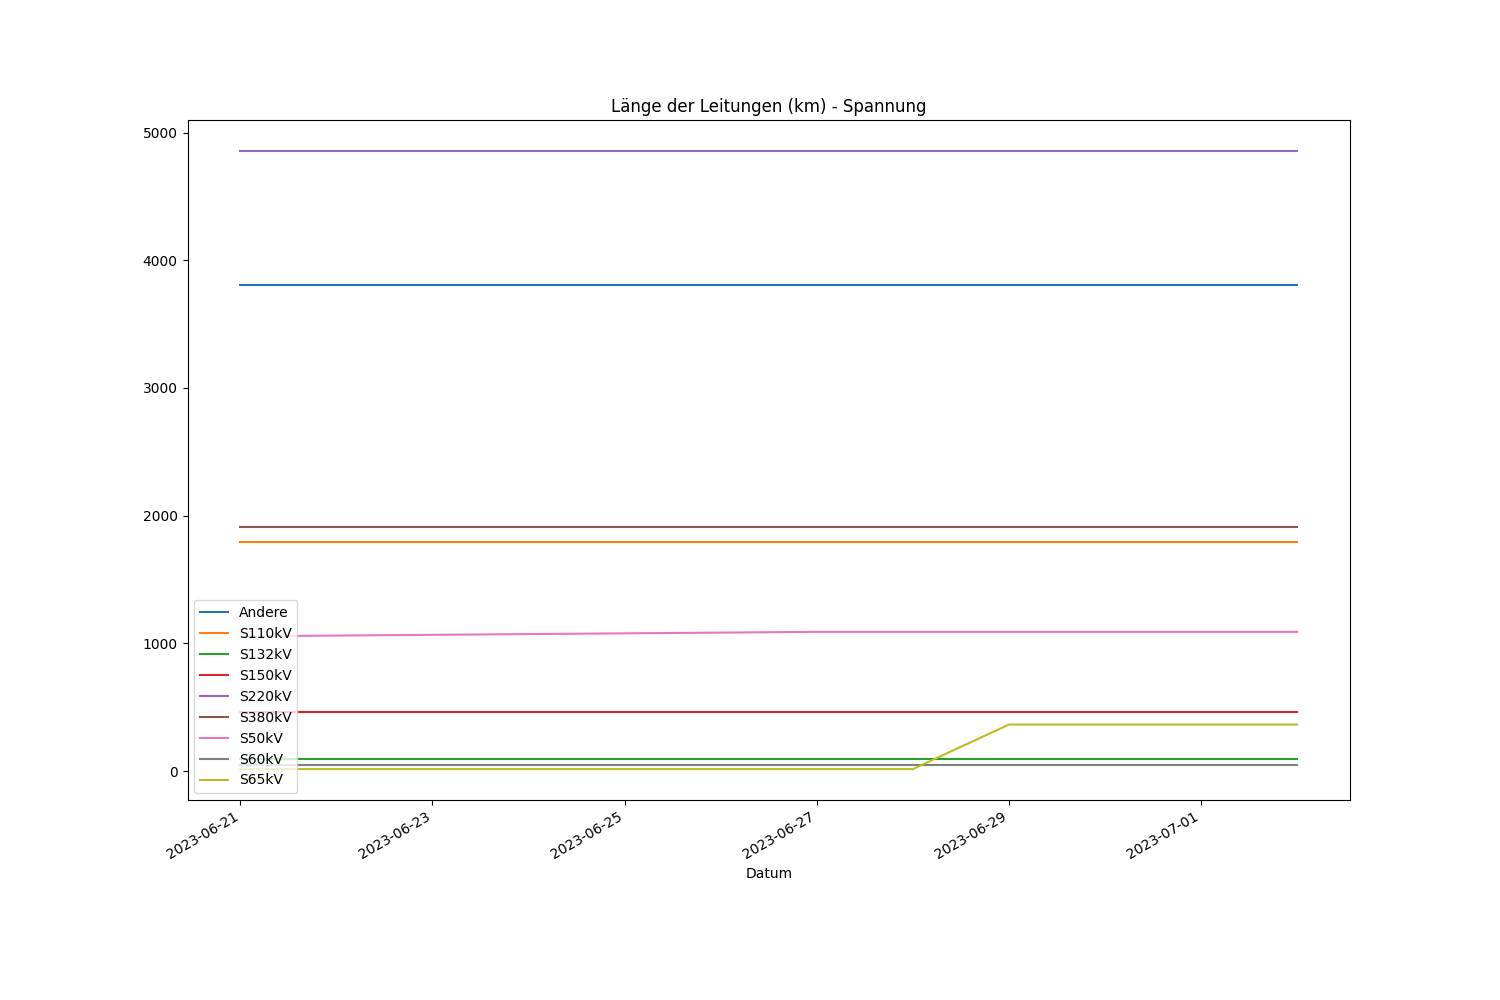 Länge der Leitungen (km) - Spannung
5000
4000
3000
2000
1000
0
Andere
S110kV
S132kV
S150kV
S220kV
S380kV
S50kV
S60kV
S65kV
2023-06-21
2023-06-23
2023-06-25
2023-06-27
2023-06-29
2023-07-01
Datum